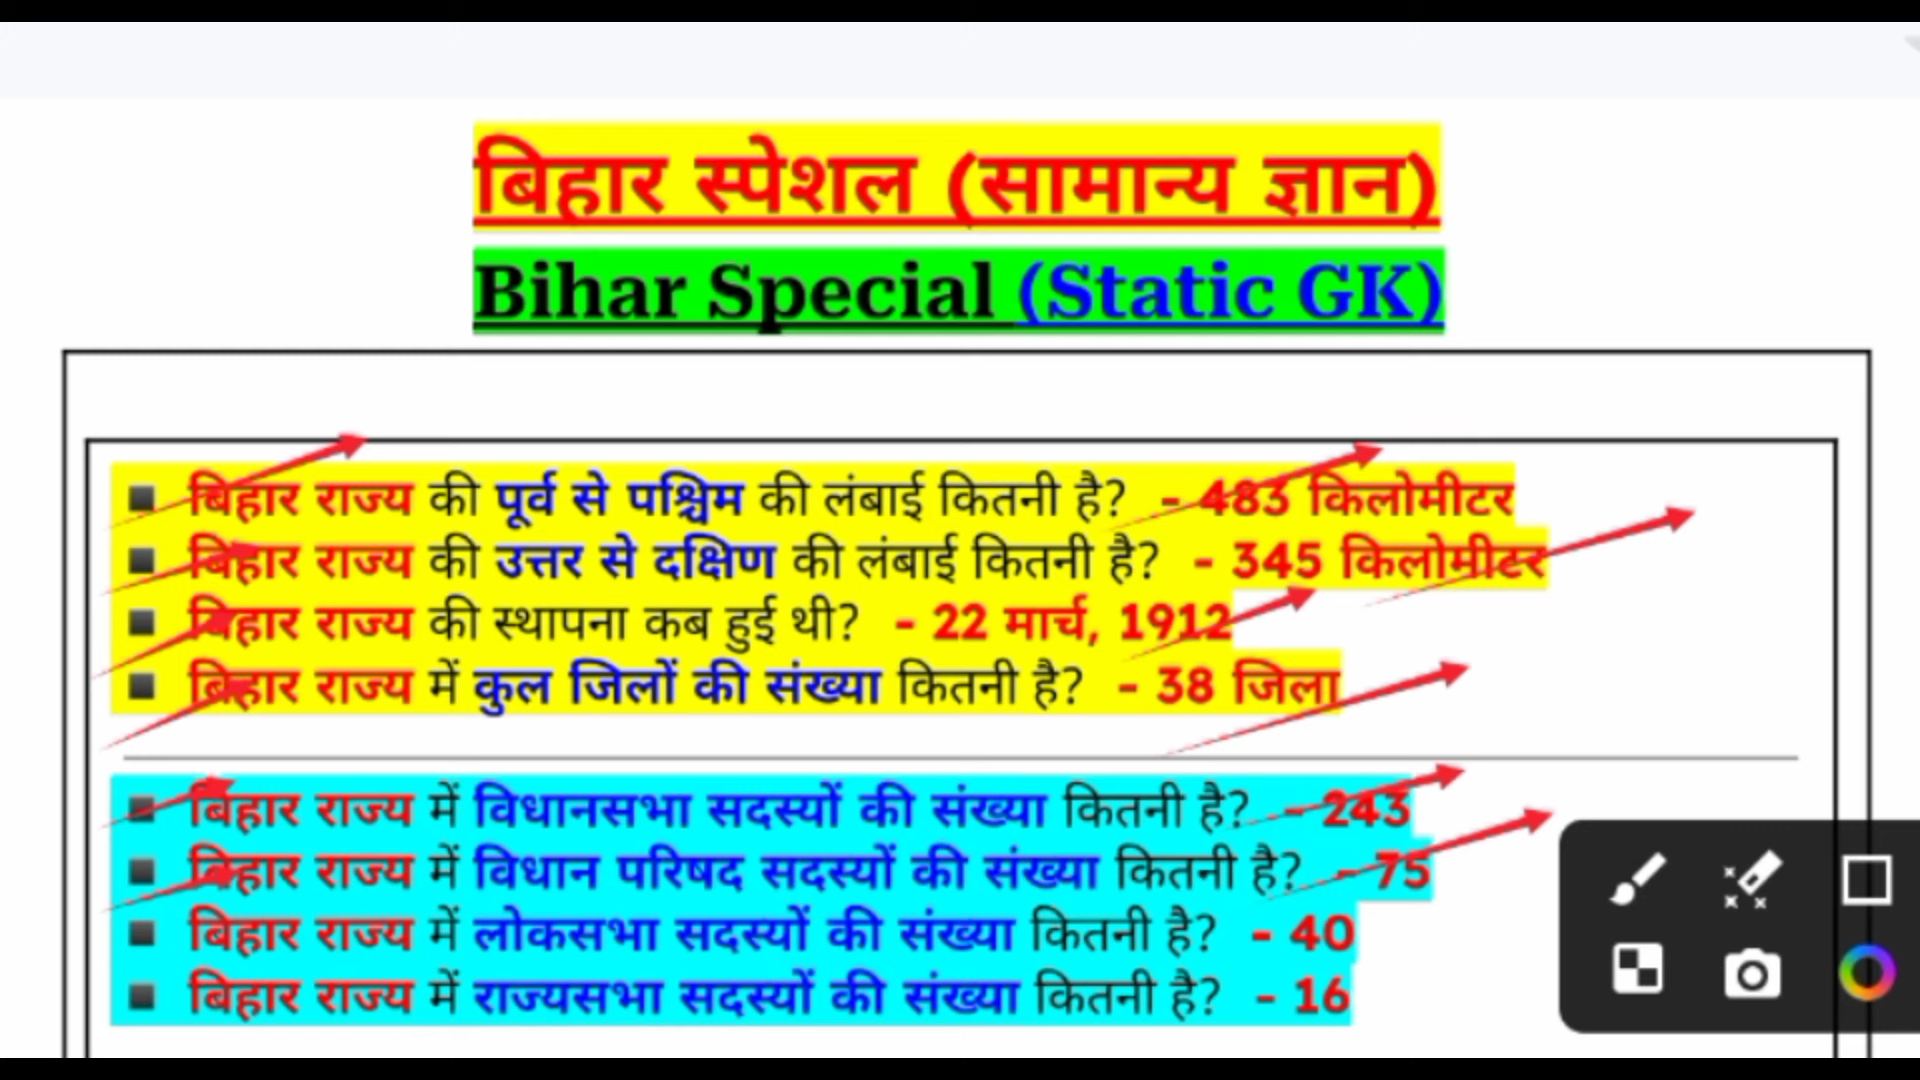 बिहार स्पेशल (सामान्य ज्ञान)
Bihar Special (Static GK)
▪ बिहार राज्य की पूर्व से पश्चिम की लंबाई कितनी है? - 483 किलोमीटर
▪ बिहार राज्य की उत्तर से दक्षिण की लंबाई कितनी है? - 345 किलोमीटर
▪ बिहार राज्य की स्थापना कब हुई थी? - 22 मार्च, 1912
▪ बिहार राज्य में कुल जिलों की संख्या कितनी है? - 38 जिला
▪ बिहार राज्य में विधानसभा सदस्यों की संख्या कितनी है? - 243
▪ बिहार राज्य में विधान परिषद सदस्यों की संख्या कितनी है? - 75
▪ बिहार राज्य में लोकसभा सदस्यों की संख्या कितनी है? - 40
▪ बिहार राज्य में राज्यसभा सदस्यों की संख्या कितनी है? - 16